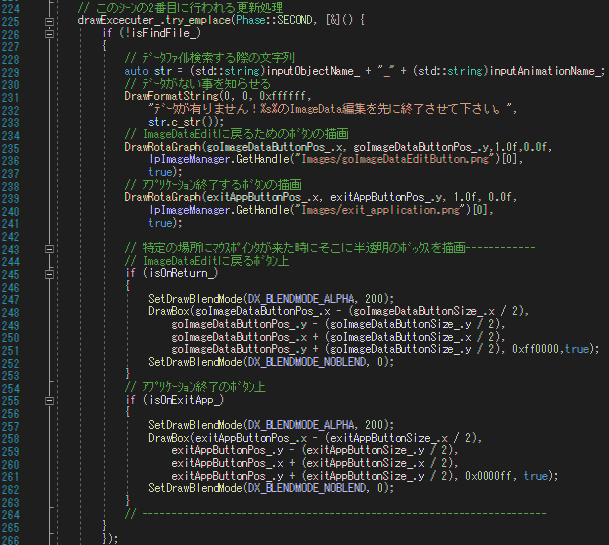 224 // このシーンの2番目に行われる更新処理
225 drawExcecuter_.try_emplace(Phase::SECOND, [&]() {
226 if (!isFindFile_)
227 {
228 // データファイル検索する際の文字列
229 auto str = (std::string)inputObjectName_ + "_" + (std::string)inputAnimationName_;
230 // データがない事を知らせる
231 DrawFormatString(0, 0, 0xffffff,
232 "データが有りません！%s%のImageData編集を先に終了させて下さい。",
233 str.c_str());
234 // ImageDataEditに戻るためのボタンの描画
235 DrawRotaGraph(goImageDataButtonPos_.x, goImageDataButtonPos_.y,1.0f,0.0f,
236 lpImageManager.GetHandle("Images/goImageDataEditButton.png")[0],
237 true);
238 // アプリケーション終了するボタンの描画
239 DrawRotaGraph(exitAppButtonPos_.x, exitAppButtonPos_.y, 1.0f, 0.0f,
240 lpImageManager.GetHandle("Images/exit_application.png")[0],
241 true);
242
243 // 特定の場所にマウスポインタが来た時にそこに半透明のボックスを描画------------
244 // ImageDataEditに戻るボタン上
245 if (isOnReturn_)
246 {
247 SetDrawBlendMode(DX_BLENDMODE_ALPHA, 200);
248 DrawBox(goImageDataButtonPos_.x - (goImageDataButtonSize_.x / 2),
249 goImageDataButtonPos_.y - (goImageDataButtonSize_.y / 2),
250 goImageDataButtonPos_.x + (goImageDataButtonSize_.x / 2),
251 goImageDataButtonPos_.y + (goImageDataButtonSize_.y / 2), 0xff0000,true);
252 SetDrawBlendMode(DX_BLENDMODE_NOBLEND, 0);
253 }
254 // アプリケーション終了のボタン上
255 if (isOnExitApp_)
256 {
257 SetDrawBlendMode(DX_BLENDMODE_ALPHA, 200);
258 DrawBox(exitAppButtonPos_.x - (exitAppButtonSize_.x / 2),
259 exitAppButtonPos_.y - (exitAppButtonSize_.y / 2),
260 exitAppButtonPos_.x + (exitAppButtonSize_.x / 2),
261 exitAppButtonPos_.y + (exitAppButtonSize_.y / 2), 0x0000ff, true);
262 SetDrawBlendMode(DX_BLENDMODE_NOBLEND, 0);
263 }
264 // ---------------------------------------------------------------------
265 }
266 });